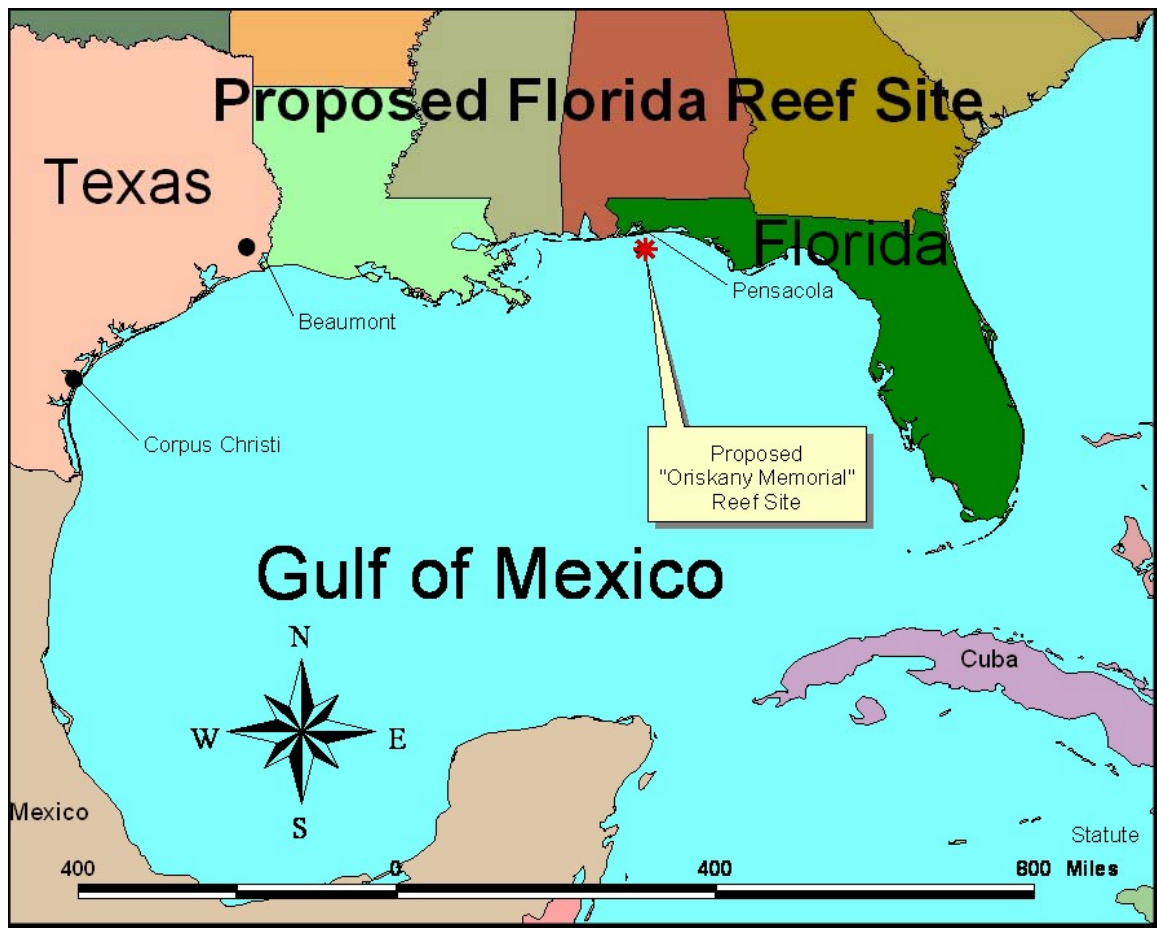 Proposed Florida Reef Site
Texas
Florida
Pensacola
Beaumont
Corpus Christi
Proposed
"Oriskany Memorial"
Reef Site
Gulf of Mexico
N
W
E
S
Cuba
Mexico
Statute
400 0 400 800 Miles